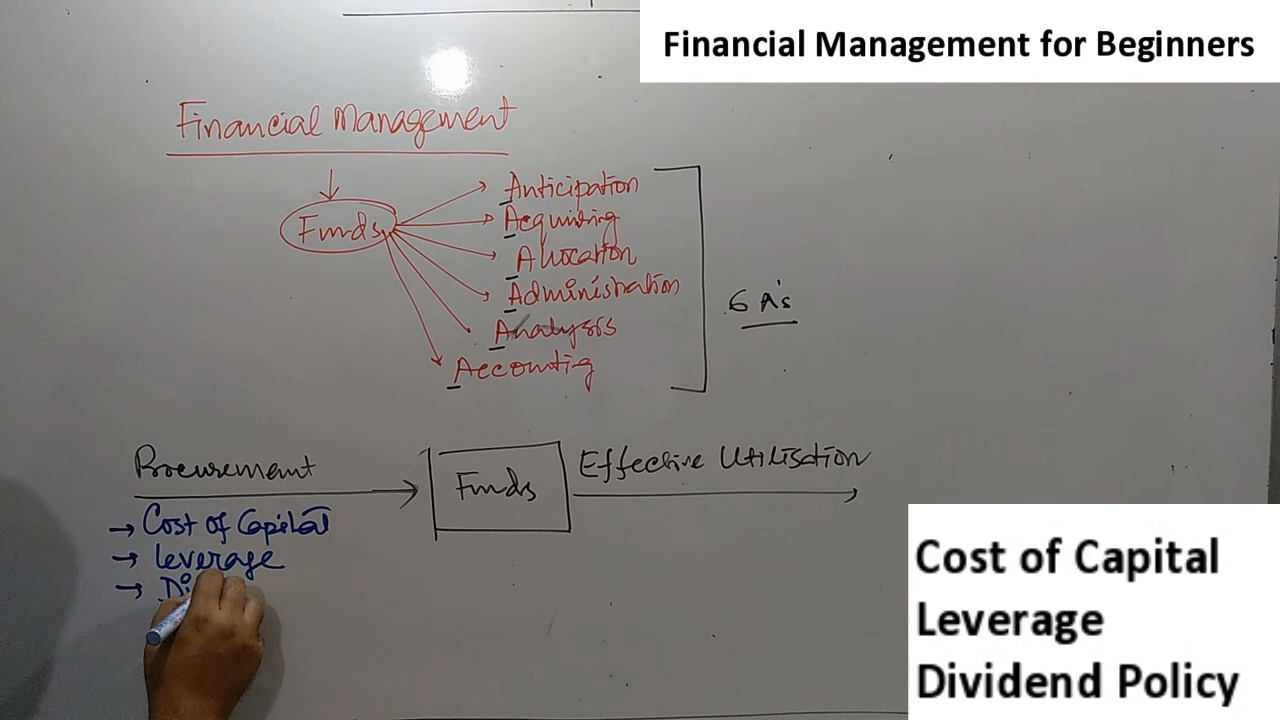 Financial Management for Beginners
Financial Management
Funds
Anticipation
Acquiring
Allocation
Administration
Analysis
Accounting
6 A's
Procurement
Funds
Effective Utilisation
→ Cost of Capital
→ Leverage
→ Di
Cost of Capital
Leverage
Dividend Policy